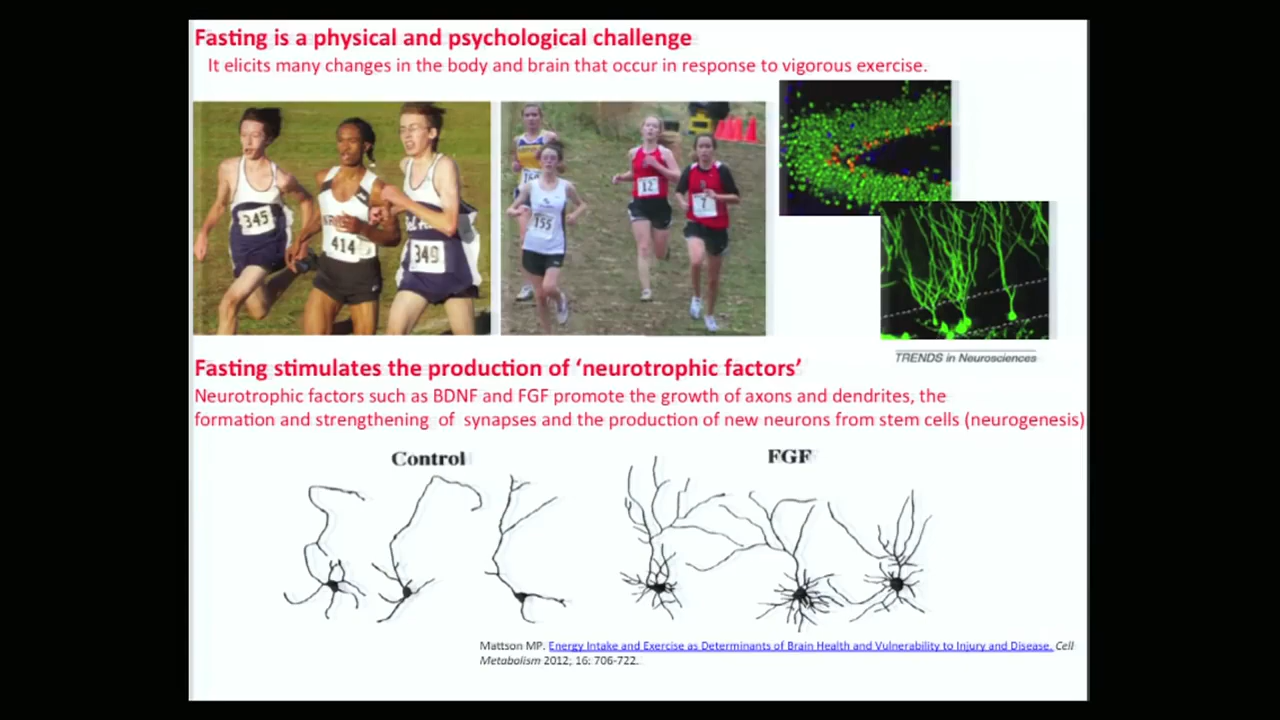 Fasting is a physical and psychological challenge
It elicits many changes in the body and brain that occur in response to vigorous exercise.
345
414
349
155
12
7
TRENDS in Neurosciences
Fasting stimulates the production of ‘neurotrophic factors’
Neurotrophic factors such as BDNF and FGF promote the growth of axons and dendrites, the
formation and strengthening of synapses and the production of new neurons from stem cells (neurogenesis)
Control
FGF
Mattson MP. Energy Intake and Exercise as Determinants of Brain Health and Vulnerability to Injury and Disease. Cell
Metabolism 2012; 16: 706-722.